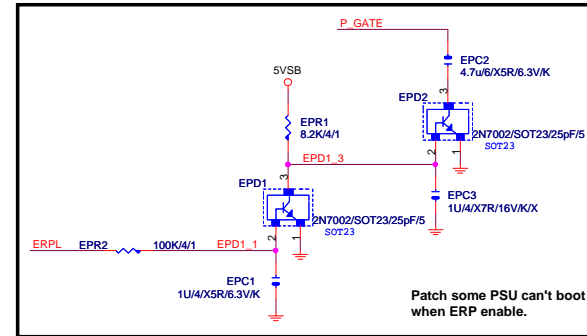 P_GATE
EPC2
4.7u/6/X5R/6.3V/K
5VSB
3
EPD2
EPR1
8.2K/4/1
2N7002/SOT23/25pF/5
SOT23
2
1
EPD1_3
3
EPD1
EPC3
1U/4/X7R/16V/K/X
2N7002/SOT23/25pF/5
SOT23
2
1
ERPL
EPR2
100K/4/1
EPD1_1
EPC1
1U/4/X5R/6.3V/K
Patch some PSU can't boot
when ERP enable.